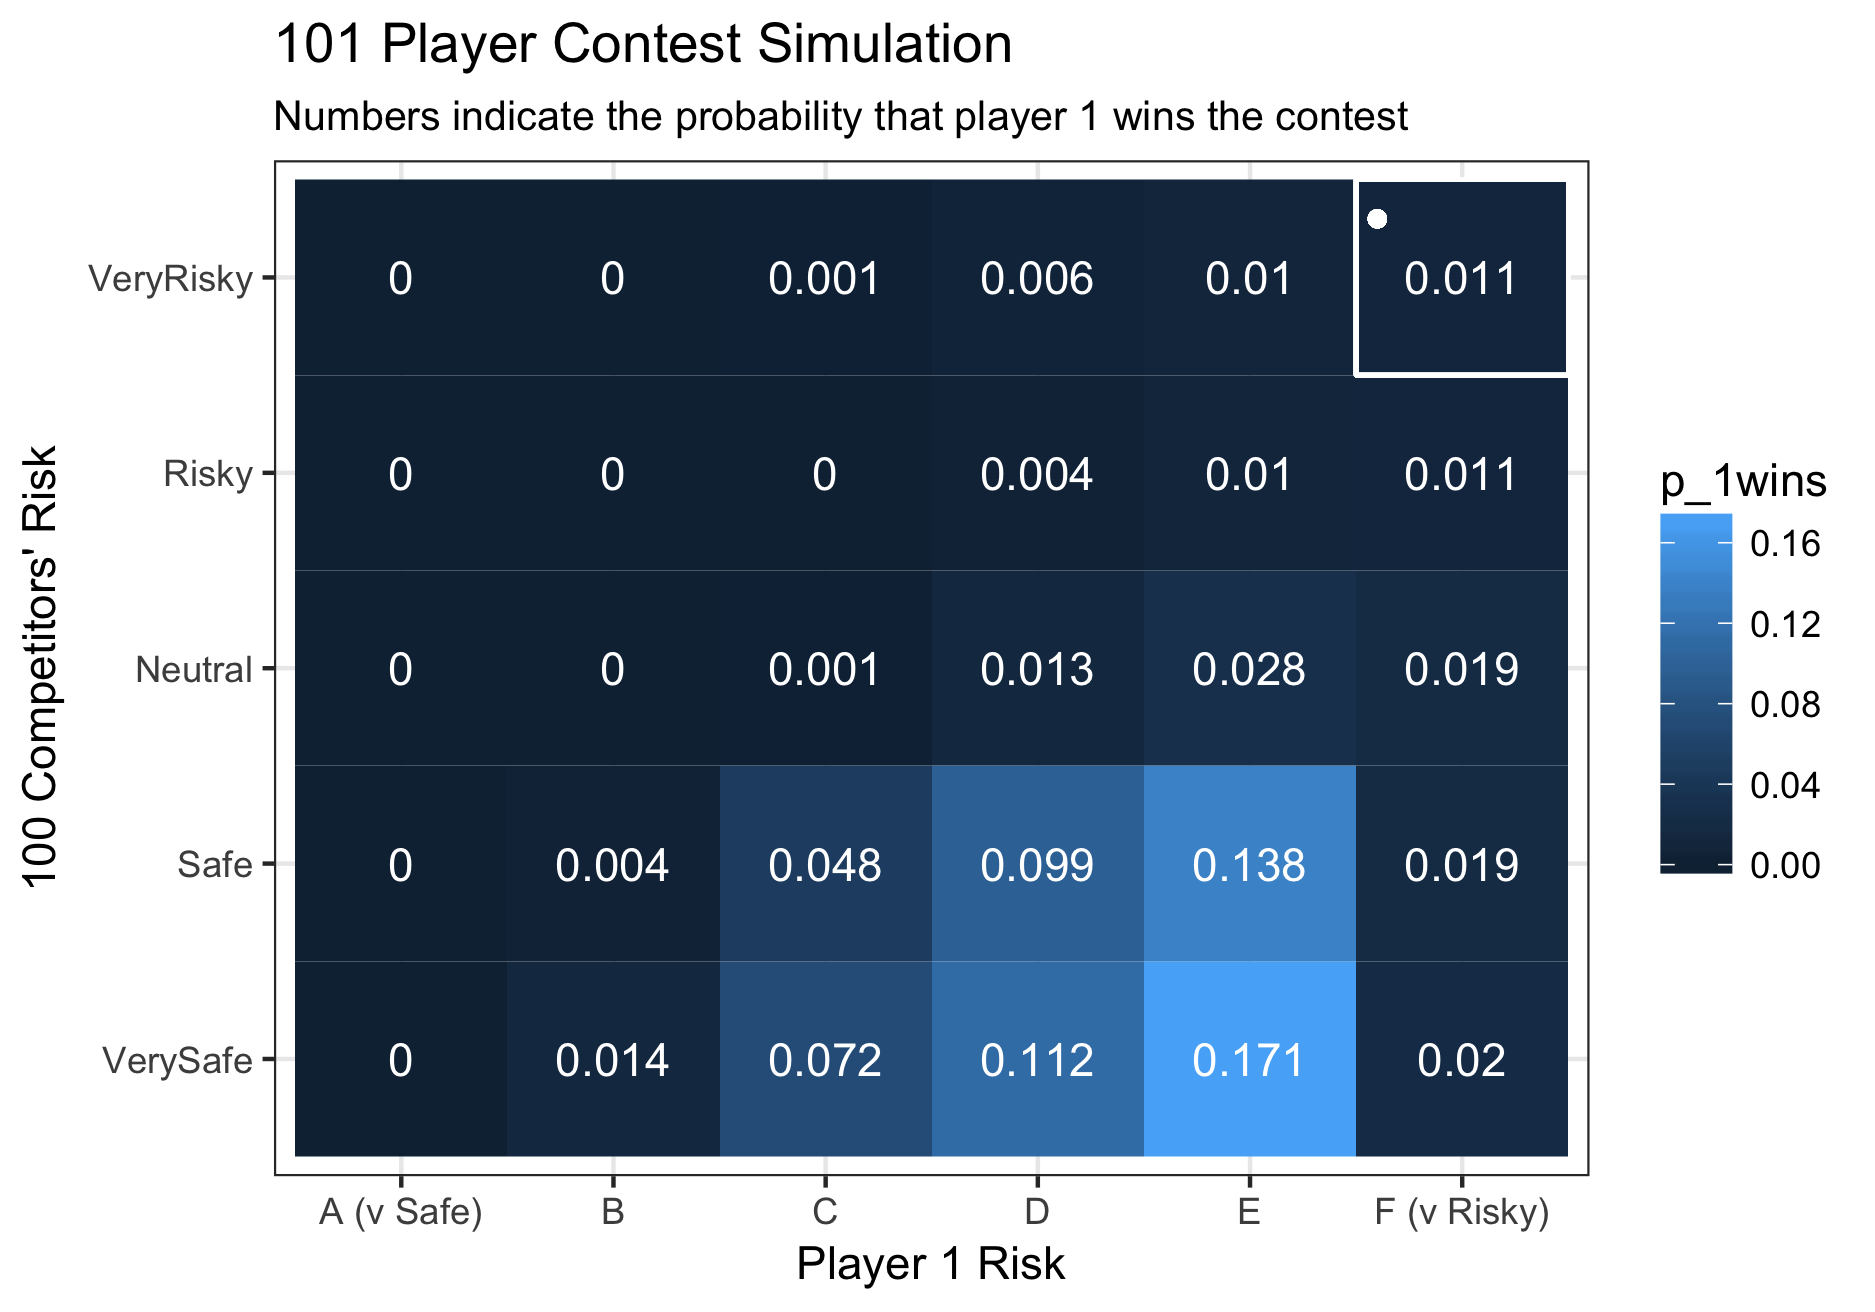 101 Player Contest Simulation
Numbers indicate the probability that player 1 wins the contest
100 Competitors' Risk
VeryRisky 0 0 0.001 0.006 0.01 0.011
Risky 0 0 0 0.004 0.01 0.011
Neutral 0 0 0.001 0.013 0.028 0.019
Safe 0 0.004 0.048 0.099 0.138 0.019
VerySafe 0 0.014 0.072 0.112 0.171 0.02
A (v Safe) B C D E F (v Risky)
Player 1 Risk
p_1wins
0.16
0.12
0.08
0.04
0.00